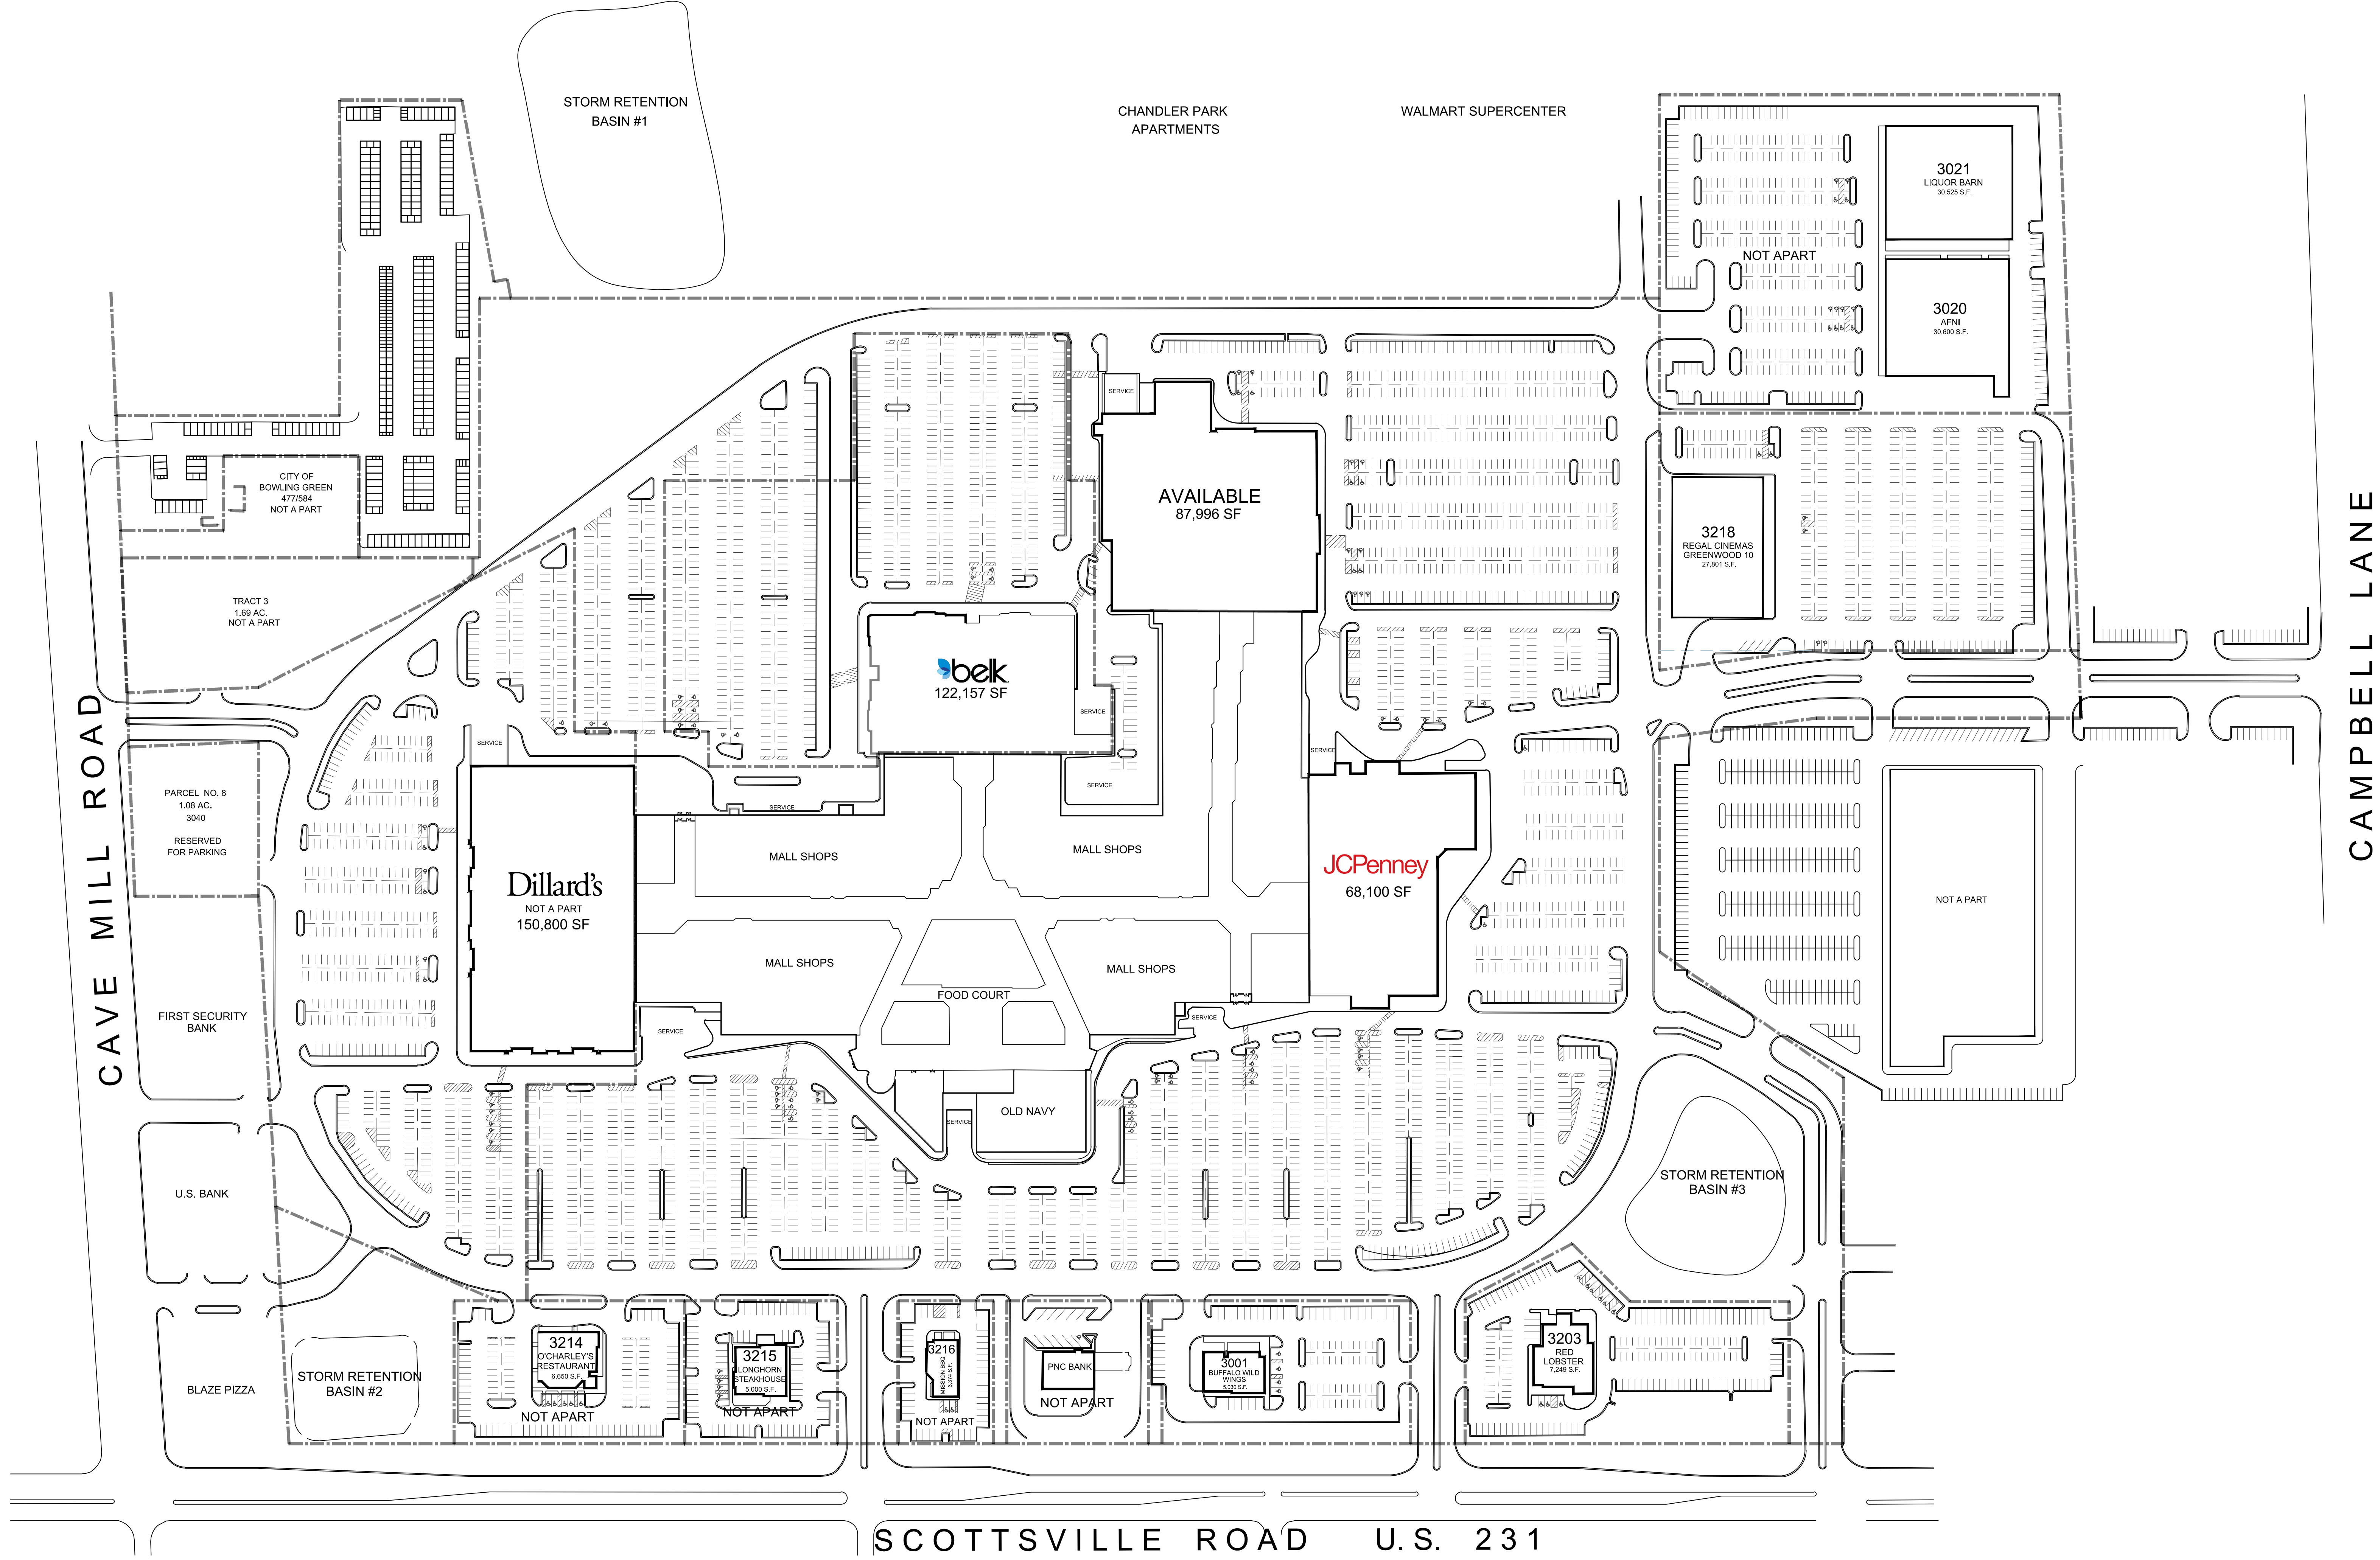 STORM RETENTION
BASIN #1
CHANDLER PARK
APARTMENTS
WALMART SUPERCENTER
3021
LIQUOR BARN
30,525 S.F.
NOT APART
3020
AFNI
30,600 S.F.
SERVICE
AVAILABLE
87,996 SF
CITY OF
BOWLING GREEN
477/584
NOT A PART
3218
REGAL CINEMAS
GREENWOOD 10
27,801 S.F.
TRACT 3
1.69 AC.
NOT A PART
belk
122,157 SF
SERVICE
SERVICE
SERVICE
SERVICE
SERVICE
PARCEL NO. 8
1.08 AC.
3040
RESERVED
FOR PARKING
MALL SHOPS
MALL SHOPS
Dillard's
NOT A PART
150,800 SF
JCPenney
68,100 SF
NOT A PART
CAVE MILL ROAD
CAMPBELL LANE
MALL SHOPS
MALL SHOPS
FOOD COURT
FIRST SECURITY
BANK
SERVICE
SERVICE
OLD NAVY
SERVICE
U.S. BANK
STORM RETENTION
BASIN #3
BLAZE PIZZA
STORM RETENTION
BASIN #2
3214
O'CHARLEY'S
RESTAURANT
6,650 S.F.
NOT APART
3215
LONGHORN
STEAKHOUSE
5,000 S.F.
NOT APART
3216
MISSION BBQ
3,374 S.F.
NOT APART
PNC BANK
NOT APART
3001
BUFFALO WILD
WINGS
5,030 S.F.
3203
RED
LOBSTER
7,249 S.F.
SCOTTSVILLE ROAD U.S. 231